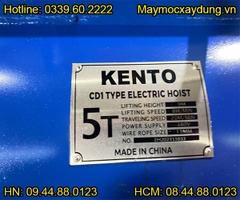 Hotline: 0339.60.2222
Maymocxaydung.vn
KENTO
CD1 TYPE ELECTRIC HOIST
5T
LIFTING HEIGHT
LIFTING SPEED
TRAVELING SPEED
POWER SUPPLY
WIRE ROPE SIZE
MADE IN CHINA
HN: 09.44.88.0123
HCM: 08.44.88.0123